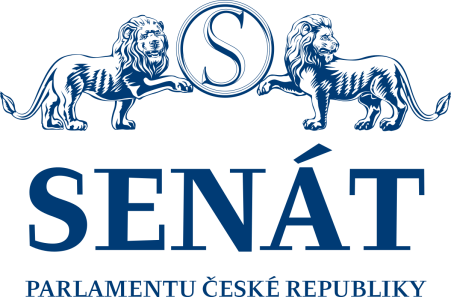 S
SENÁT
PARLAMENTU ČESKÉ REPUBLIKY